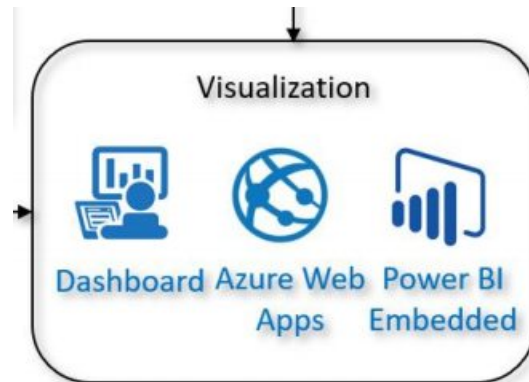 Visualization
Dashboard
Azure Web
Apps
Power BI
Embedded